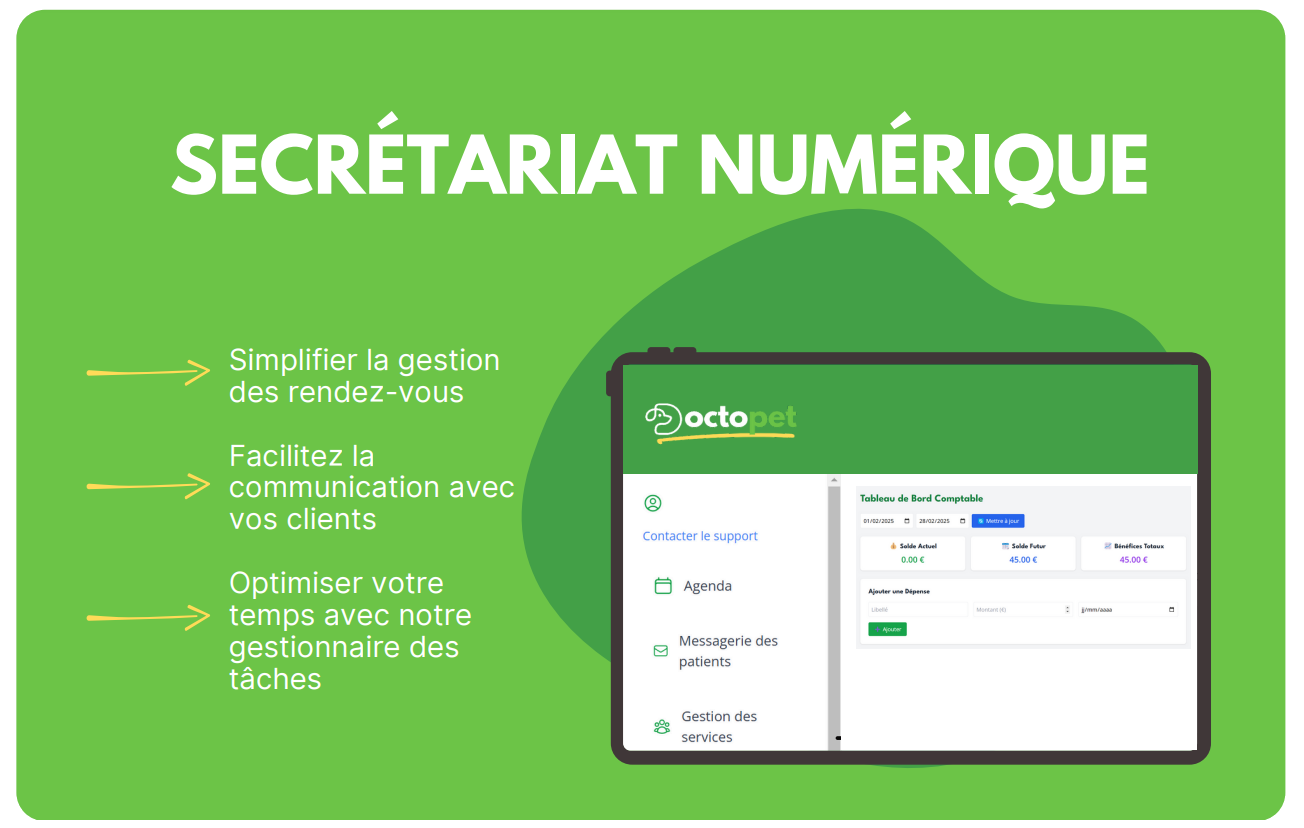 SECRÉTARIAT NUMÉRIQUE
Simplifier la gestion
des rendez-vous
Facilitez la
communication avec
vos clients
Optimiser votre
temps avec notre
gestionnaire des
tâches
octopet
Contacter le support
Agenda
Messagerie des
patients
Gestion des
services
Tableau de Bord Comptable
01/02/2025 28/02/2025 Mettre à jour
Solde Actuel Solde Futur Bénéfices Totaux
0.00 € 45.00 € 45.00 €
Ajouter une Dépense
Libellé Montant (€) jj/mm/aaaa
Ajouter